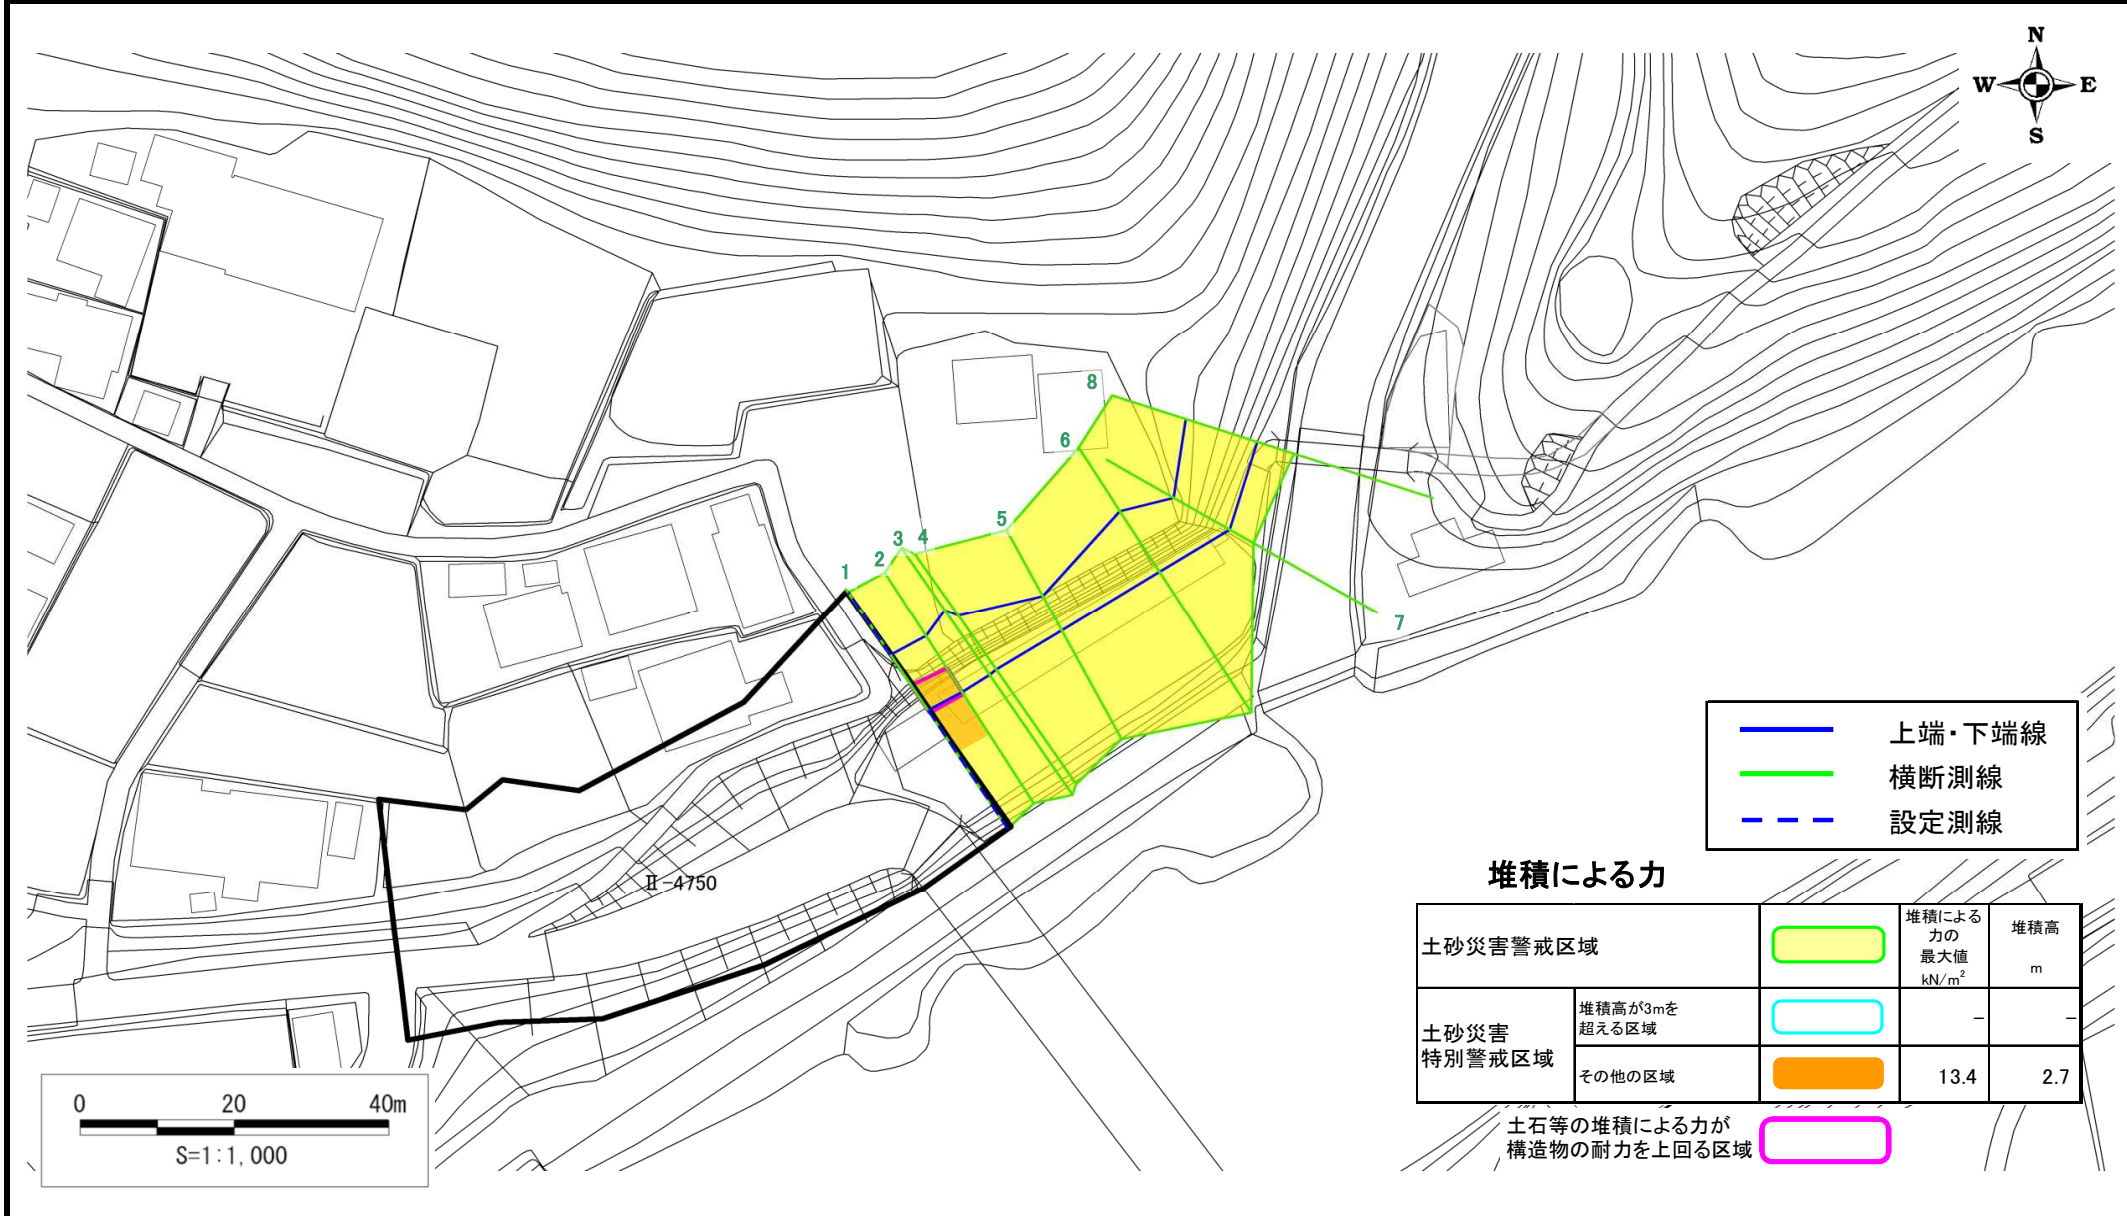 N
W E
S
8
6
5
3 4
2
1
7
Ⅱ-4750
上端・下端線
横断測線
設定測線
堆積による力
土砂災害警戒区域
堆積による
力の
最大値
kN/m²
堆積高
m
土砂災害
特別警戒区域
堆積高が3mを
超える区域
－ －
その他の区域
13.4 2.7
土石等の堆積による力が
構造物の耐力を上回る区域
0 20 40m
S=1:1,000